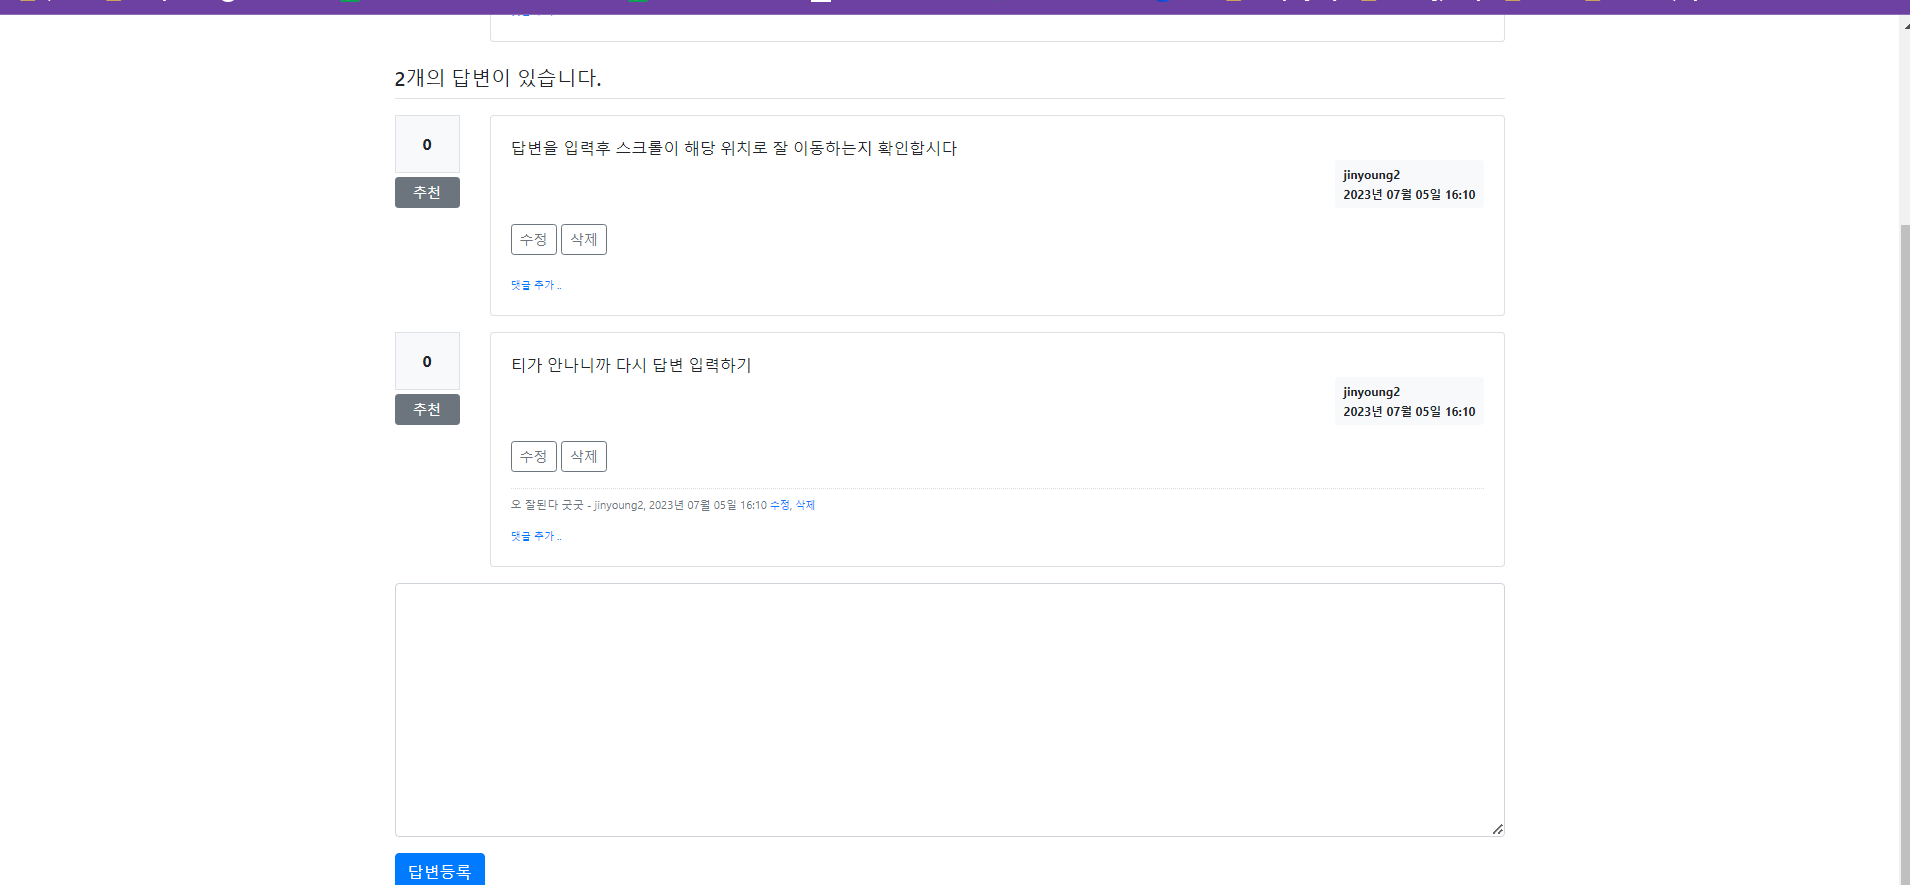 2개의 답변이 있습니다.
0
추천
답변을 입력후 스크롤이 해당 위치로 잘 이동하는지 확인합시다
jinyoung2
2023년 07월 05일 16:10
수정 삭제
댓글 추가 ..
0
추천
티가 안나니까 다시 답변 입력하기
jinyoung2
2023년 07월 05일 16:10
수정 삭제
오 잘된다 굿굿 - jinyoung2, 2023년 07월 05일 16:10 수정, 삭제
댓글 추가 ..
답변등록